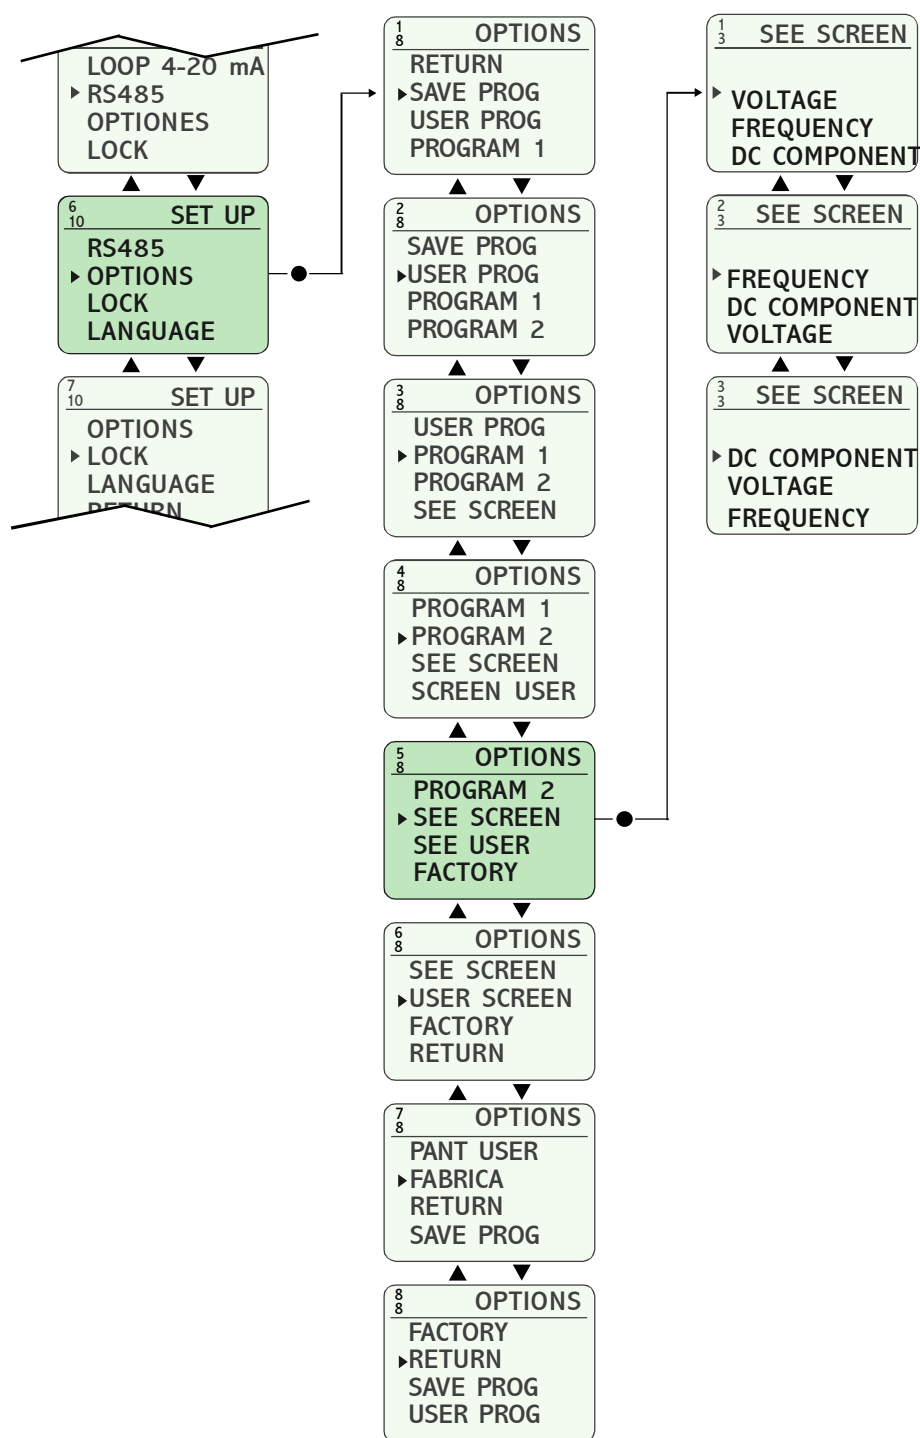 LOOP 4-20 mA
RS485
OPTIONES
LOCK
6
10
SET UP
RS485
OPTIONS
LOCK
LANGUAGE
7
10
SET UP
OPTIONS
LOCK
LANGUAGE
RETURN
1
8
OPTIONS
RETURN
SAVE PROG
USER PROG
PROGRAM 1
2
8
OPTIONS
SAVE PROG
USER PROG
PROGRAM 1
PROGRAM 2
3
8
OPTIONS
USER PROG
PROGRAM 1
PROGRAM 2
SEE SCREEN
4
8
OPTIONS
PROGRAM 1
PROGRAM 2
SEE SCREEN
SCREEN USER
5
8
OPTIONS
PROGRAM 2
SEE SCREEN
SEE USER
FACTORY
6
8
OPTIONS
SEE SCREEN
USER SCREEN
FACTORY
RETURN
7
8
OPTIONS
PANT USER
FABRICA
RETURN
SAVE PROG
8
8
OPTIONS
FACTORY
RETURN
SAVE PROG
USER PROG
1
3
SEE SCREEN
VOLTAGE
FREQUENCY
DC COMPONENT
2
3
SEE SCREEN
FREQUENCY
DC COMPONENT
VOLTAGE
3
3
SEE SCREEN
DC COMPONENT
VOLTAGE
FREQUENCY